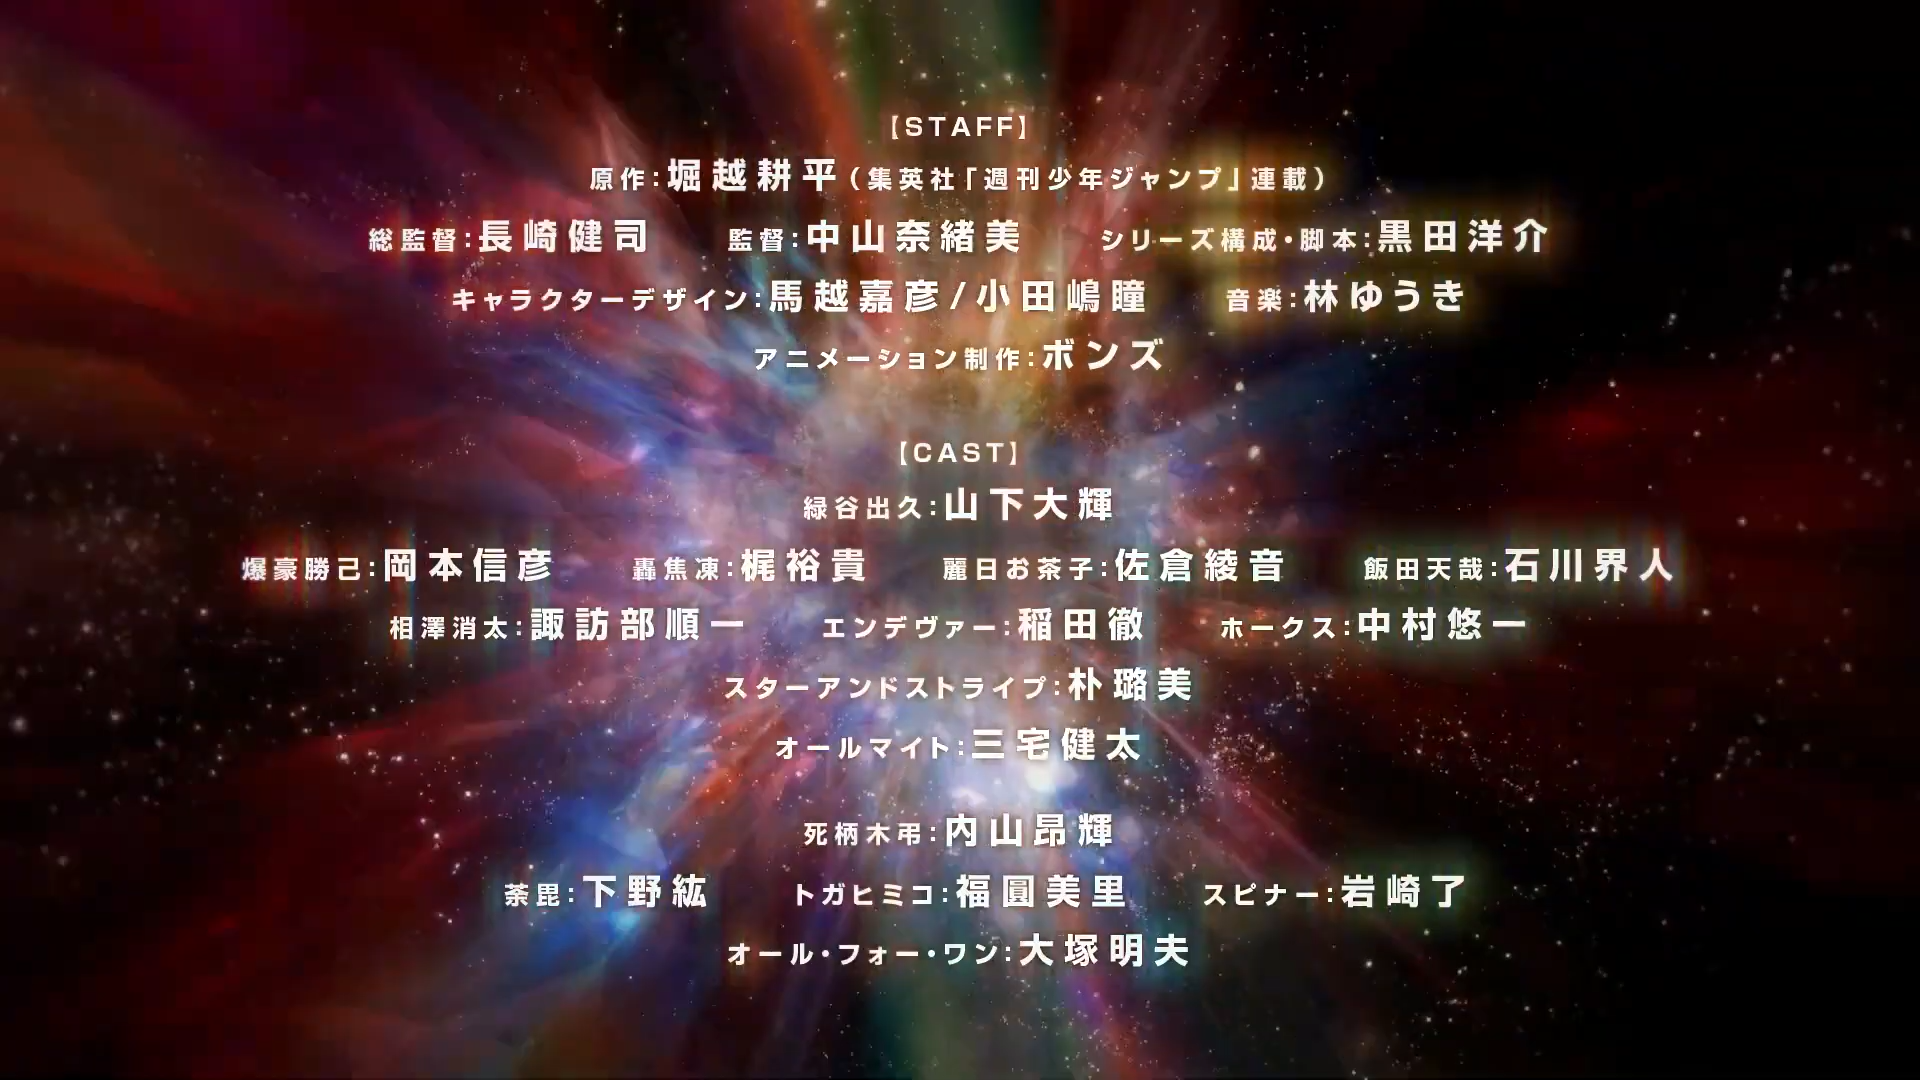 【STAFF】
原作：堀越耕平（集英社「週刊少年ジャンプ」連載）
総監督：長崎健司　監督：中山奈緒美　シリーズ構成・脚本：黒田洋介
キャラクターデザイン：馬越嘉彦/小田嶋瞳　音楽：林ゆうき
アニメーション制作：ボンズ
【CAST】
緑谷出久：山下大輝
爆豪勝己：岡本信彦　轟焦凍：梶裕貴　麗日お茶子：佐倉綾音　飯田天哉：石川界人
相澤消太：諏訪部順一　エンデヴァー：稲田徹　ホークス：中村悠一
スターアンドストライプ：朴璐美
オールマイト：三宅健太
死柄木弔：内山昂輝
荼毘：下野紘　トガヒミコ：福圓美里　スピナー：岩崎了
オール・フォー・ワン：大塚明夫